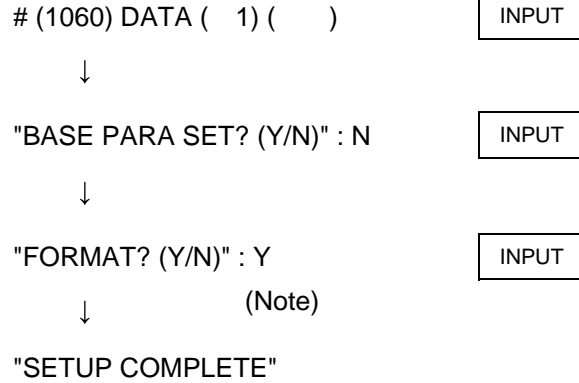 # (1060) DATA (   1) (      ) INPUT
↓
"BASE PARA SET? (Y/N)" : N INPUT
↓
"FORMAT? (Y/N)" : Y INPUT
↓ (Note)
"SETUP COMPLETE"